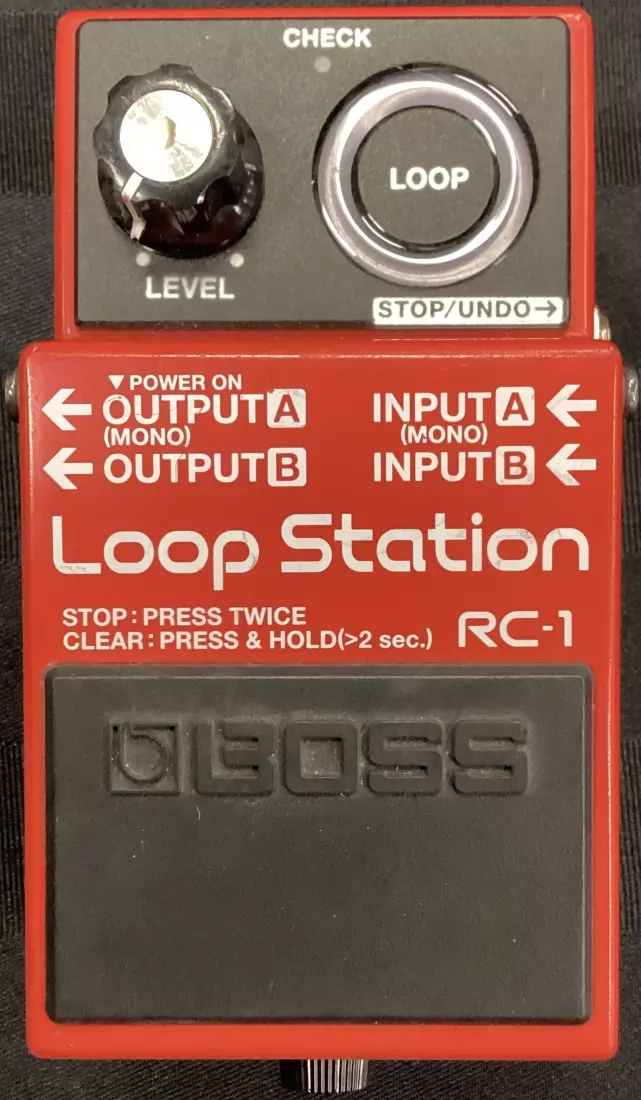 CHECK
LOOP
LEVEL
STOP/UNDO→
▼POWER ON
← OUTPUT A
(MONO)
INPUT A ←
(MONO)
← OUTPUT B
INPUT B ←
Loop Station
STOP : PRESS TWICE
CLEAR : PRESS & HOLD(>2 sec.)
RC-1
BOSS